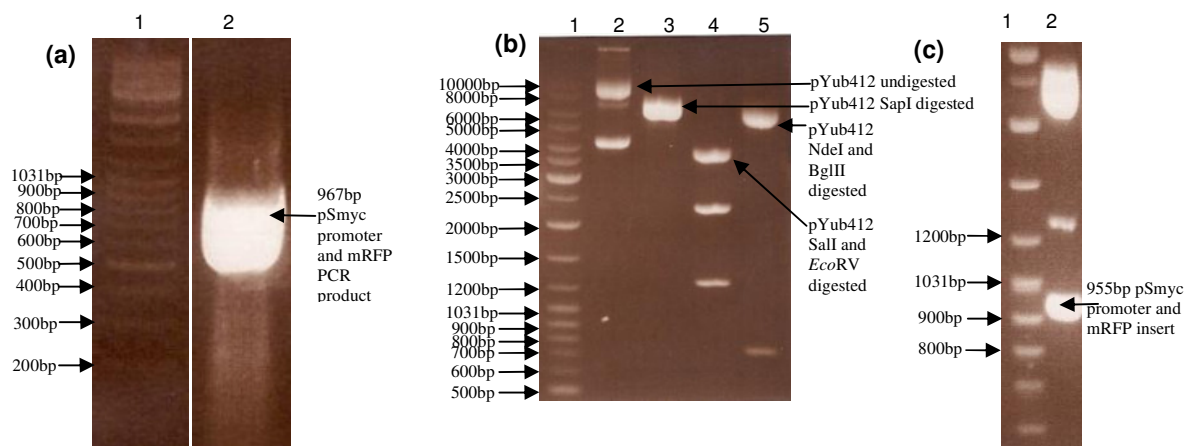 (a)
1 2
1031bp
900bp
800bp
700bp
600bp
500bp
400bp
300bp
200bp
967bp
pSmyc
promoter
and mRFP
PCR
product
(b)
1 2 3 4 5
10000bp
8000bp
6000bp
5000bp
4000bp
3500bp
3000bp
2500bp
2000bp
1500bp
1200bp
1031bp
900bp
800bp
700bp
600bp
500bp
pYub412 undigested
pYub412 SapI digested
pYub412
NdeI and
BglII
digested
pYub412
SalI and
EcoRV
digested
(c)
1 2
1200bp
1031bp
900bp
800bp
955bp pSmyc
promoter and
mRFP insert